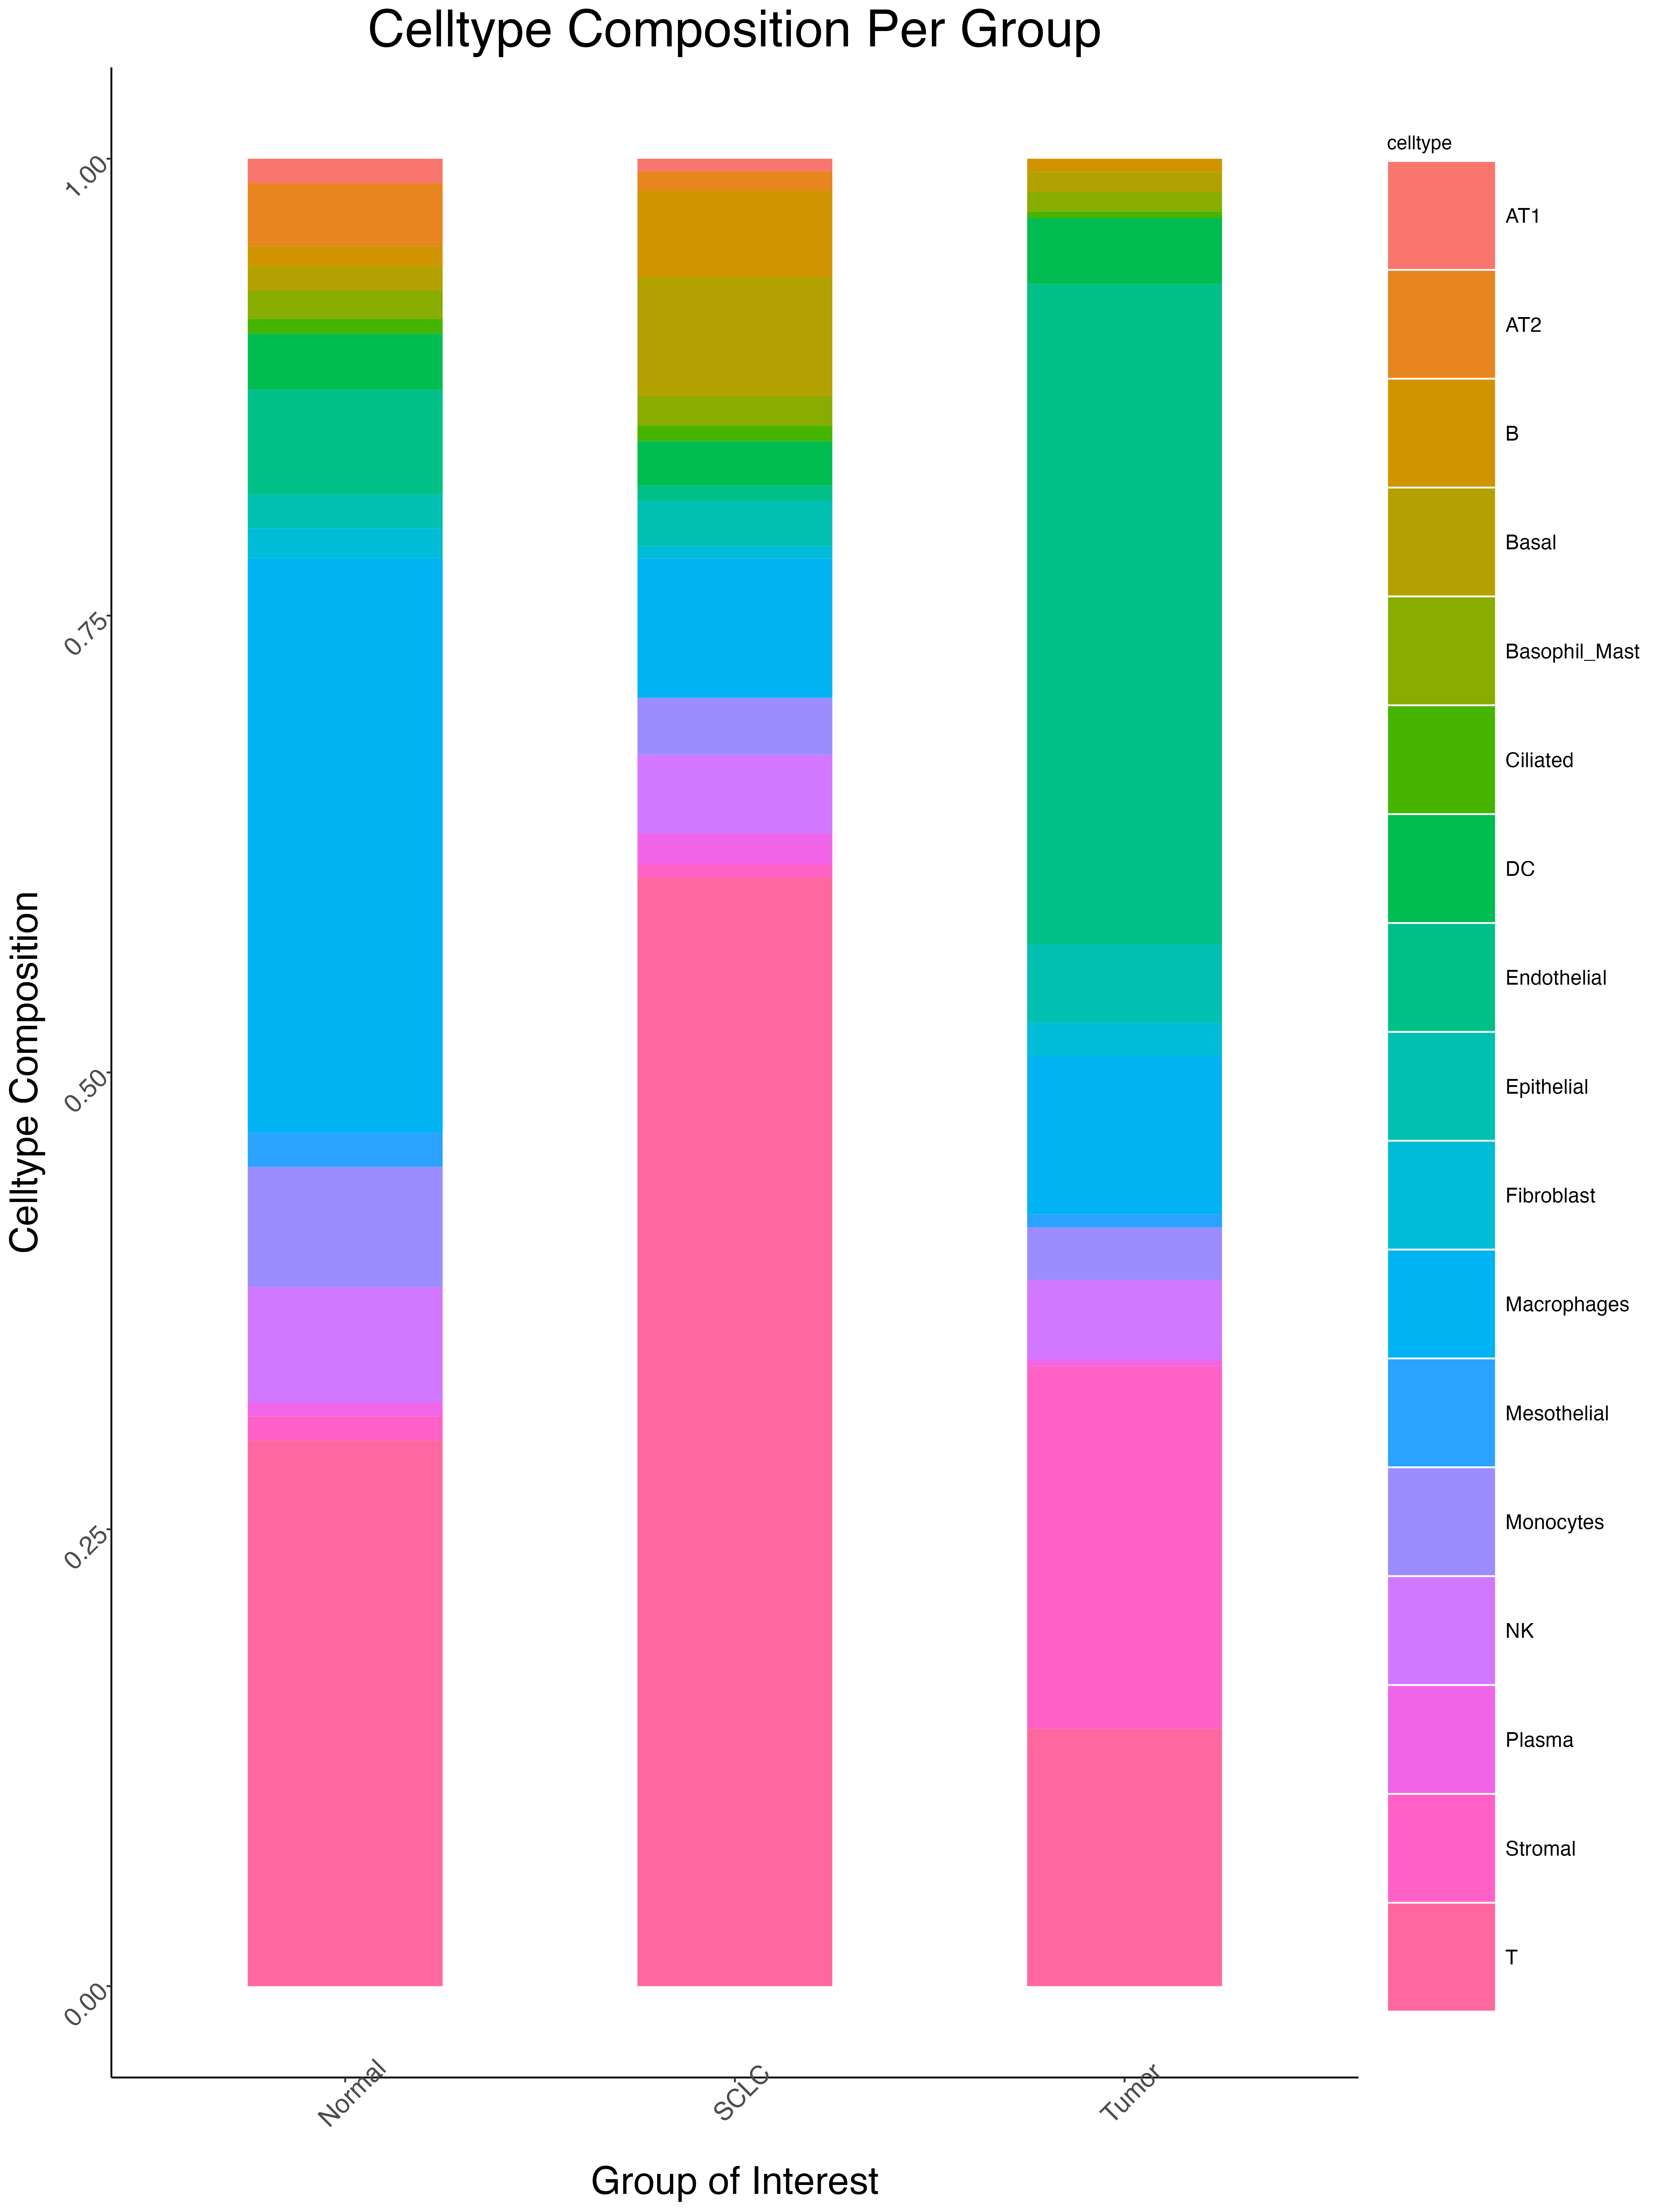 Celltype Composition Per Group
Celltype Composition
1.00
0.75
0.50
0.25
0.00
Normal
SCLC
Tumor
Group of Interest
celltype
AT1
AT2
B
Basal
Basophil_Mast
Ciliated
DC
Endothelial
Epithelial
Fibroblast
Macrophages
Mesothelial
Monocytes
NK
Plasma
Stromal
T